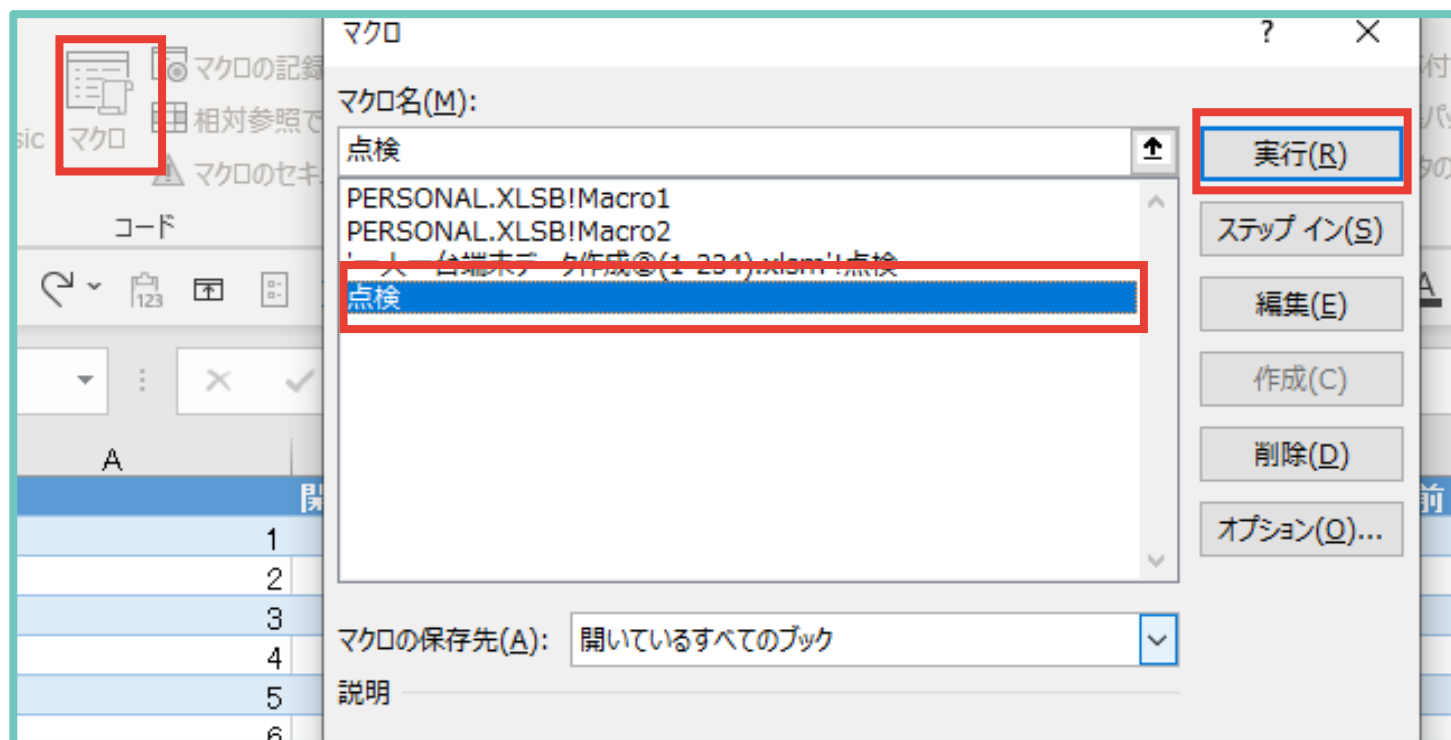 マクロ
?
マクロの記録
相対参照で
マクロのセキュ
sic
マクロ
コード
マクロ名(M):
点検
実行(R)
PERSONAL.XLSB!Macro1
PERSONAL.XLSB!Macro2
点検
ステップ イン(S)
編集(E)
作成(C)
削除(D)
オプション(O)...
マクロの保存先(A):
開いているすべてのブック
説明
123
A
A
前
1
2
3
4
5
6